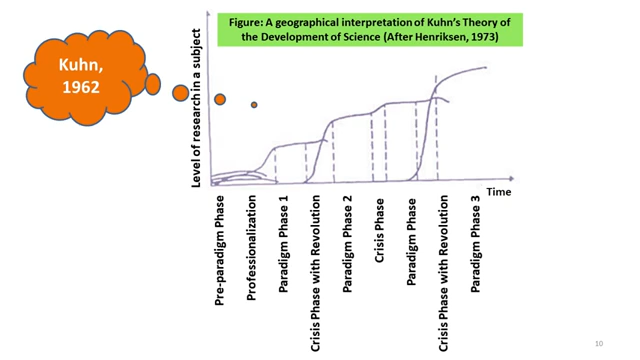 Figure: A geographical interpretation of Kuhn's Theory of
the Development of Science (After Henriksen, 1973)
Kuhn,
1962
Level of research in a subject
Time
Pre-paradigm Phase
Professionalization
Paradigm Phase 1
Crisis Phase with Revolution
Paradigm Phase 2
Crisis Phase
Paradigm Phase
Crisis Phase with Revolution
Paradigm Phase 3
10